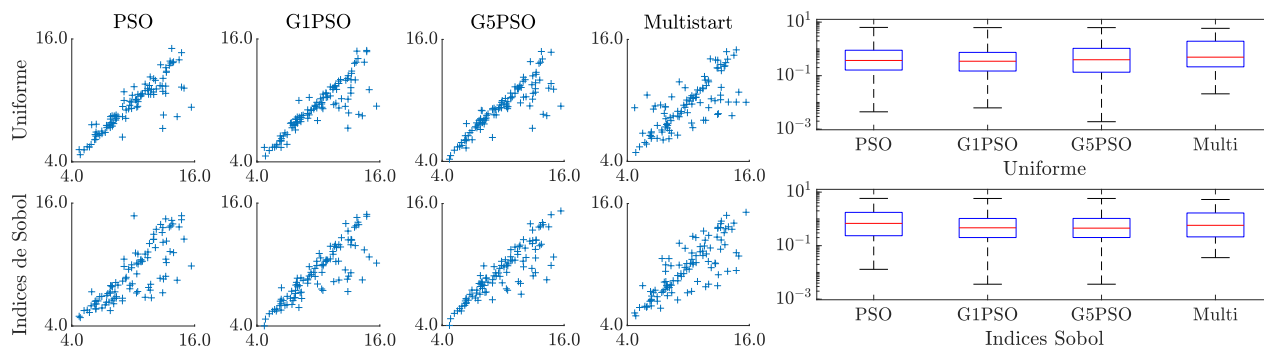 PSO G1PSO G5PSO Multistart
Uniforme
16.0 16.0 16.0 16.0
4.0 4.0 4.0 4.0
4.0 16.0 4.0 16.0 4.0 16.0 4.0 16.0
Indices de Sobol
16.0 16.0 16.0 16.0
4.0 4.0 4.0 4.0
4.0 16.0 4.0 16.0 4.0 16.0 4.0 16.0
10¹
10⁻¹
10⁻³
PSO G1PSO G5PSO Multi
Uniforme
10¹
10⁻¹
10⁻³
PSO G1PSO G5PSO Multi
Indices Sobol